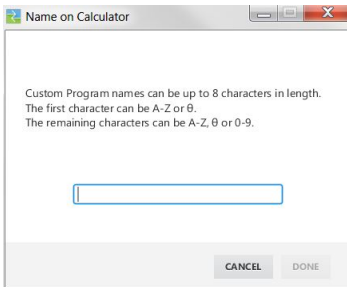 Name on Calculator
Custom Program names can be up to 8 characters in length.
The first character can be A-Z or θ.
The remaining characters can be A-Z, θ or 0-9.
CANCEL DONE